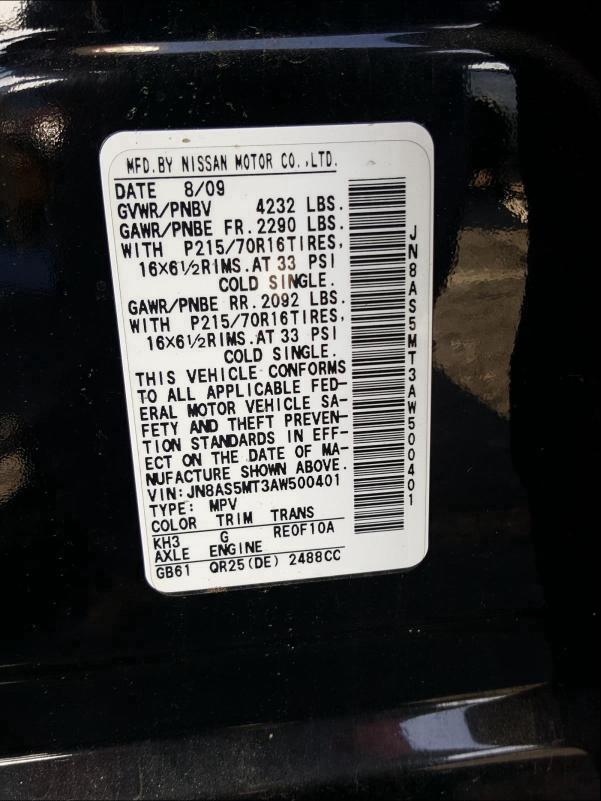 MFD.BY NISSAN MOTOR CO.,LTD.
DATE 8/09
GVWR/PNBV 4232 LBS.
GAWR/PNBE FR.2290 LBS.
WITH P215/70R16TIRES,
16X6½RIMS.AT 33 PSI
COLD SINGLE.
GAWR/PNBE RR.2092 LBS.
WITH P215/70R16TIRES,
16X6½RIMS.AT 33 PSI
COLD SINGLE.
THIS VEHICLE CONFORMS
TO ALL APPLICABLE FED-
ERAL MOTOR VEHICLE SA-
FETY AND THEFT PREVEN-
TION STANDARDS IN EFF-
ECT ON THE DATE OF MA-
NUFACTURE SHOWN ABOVE.
VIN:JN8AS5MT3AW500401
TYPE: MPV
COLOR TRIM TRANS
KH3 G RE0F10A
AXLE ENGINE
GB61 QR25(DE) 2488CC
JN8AS5MT3AW500401